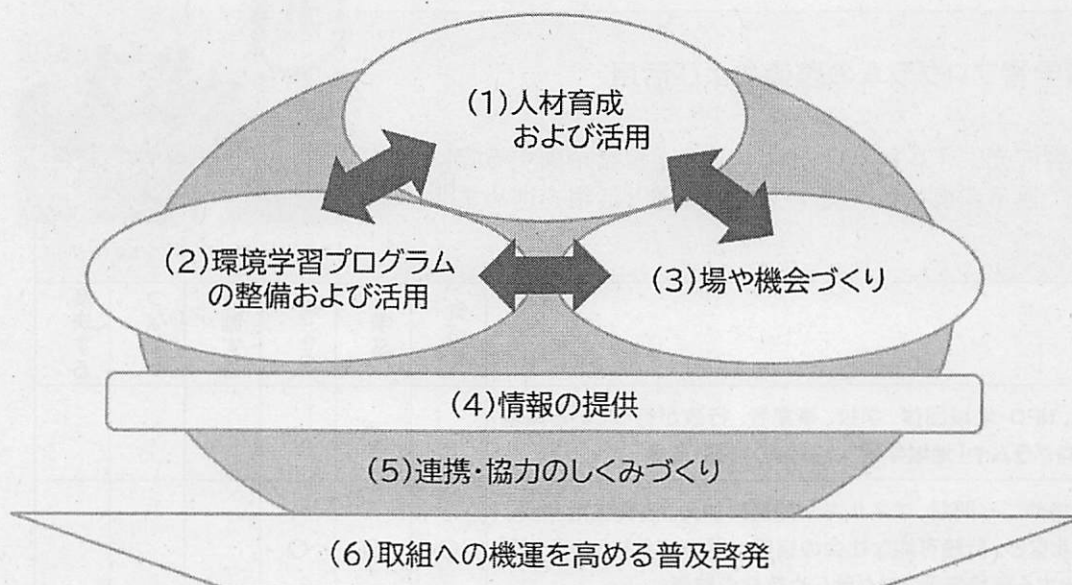 (1)人材育成
および活用
(2)環境学習プログラム
の整備および活用
(3)場や機会づくり
(4)情報の提供
(5)連携・協力のしくみづくり
(6)取組への機運を高める普及啓発